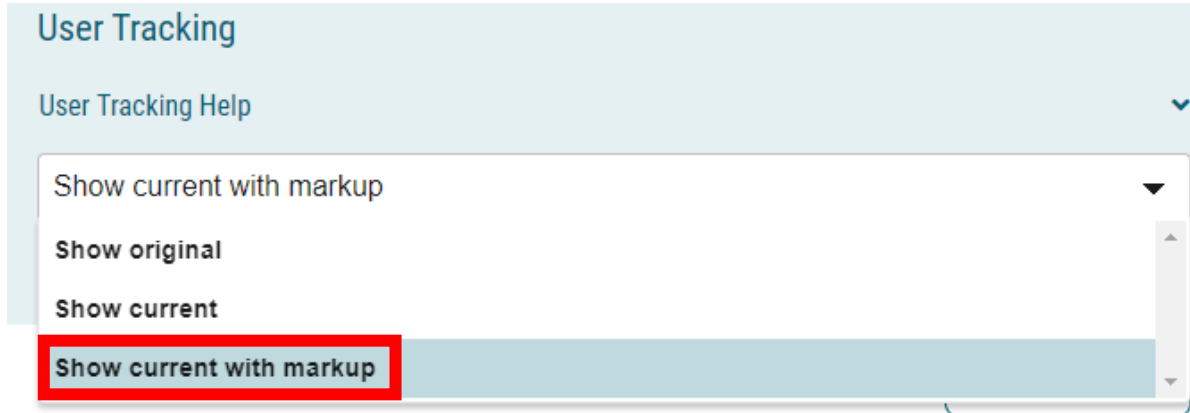 User Tracking
User Tracking Help
Show current with markup
Show original
Show current
Show current with markup